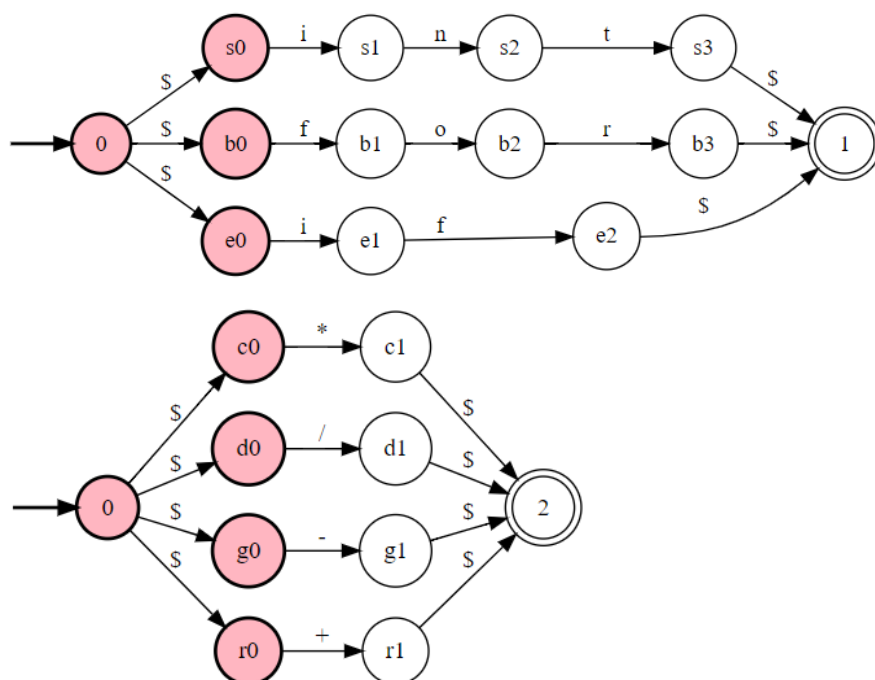 s0 i s1 n s2 t s3
$ $
0 $ b0 f b1 o b2 r b3 $ 1
$ $
e0 i e1 f e2
c0 * c1
$ $
d0 / d1
$ $
0 2
$ $
g0 - g1
$ $
r0 + r1